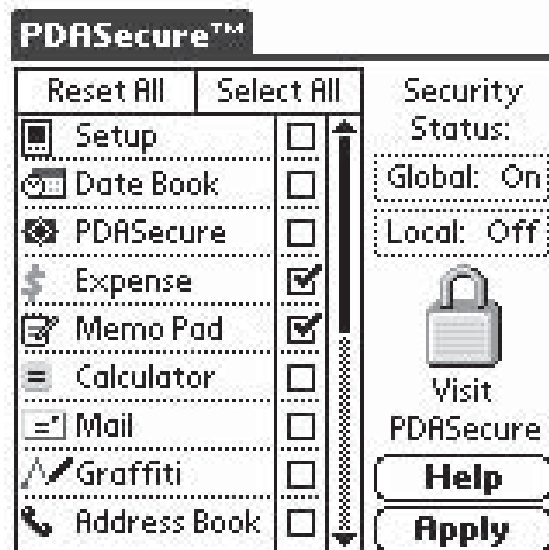 PDASecure™
Reset All Select All
Setup
Date Book
PDASecure
Expense
Memo Pad
Calculator
Mail
Graffiti
Address Book
Security
Status:
Global: On
Local: Off
Visit
PDASecure
Help
Apply